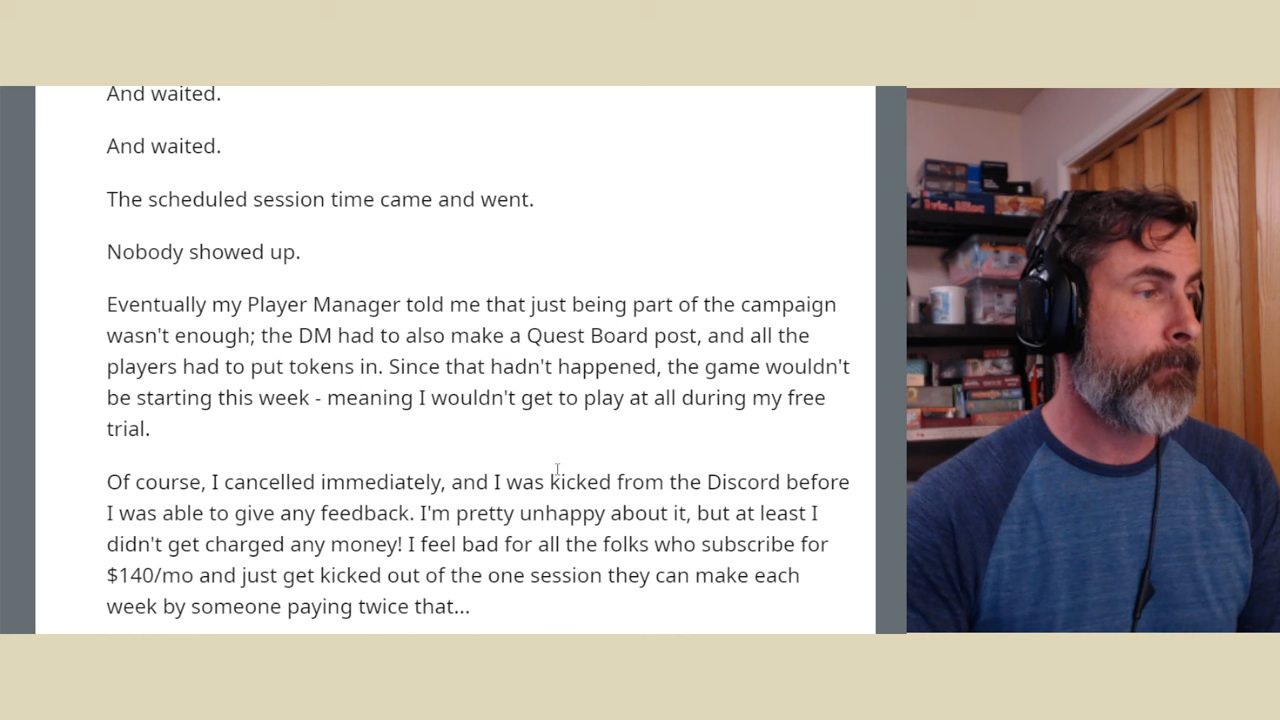 And waited.
And waited.
The scheduled session time came and went.
Nobody showed up.
Eventually my Player Manager told me that just being part of the campaign
wasn't enough; the DM had to also make a Quest Board post, and all the
players had to put tokens in. Since that hadn't happened, the game wouldn't
be starting this week - meaning I wouldn't get to play at all during my free
trial.
Of course, I cancelled immediately, and I was kicked from the Discord before
I was able to give any feedback. I'm pretty unhappy about it, but at least I
didn't get charged any money! I feel bad for all the folks who subscribe for
$140/mo and just get kicked out of the one session they can make each
week by someone paying twice that...